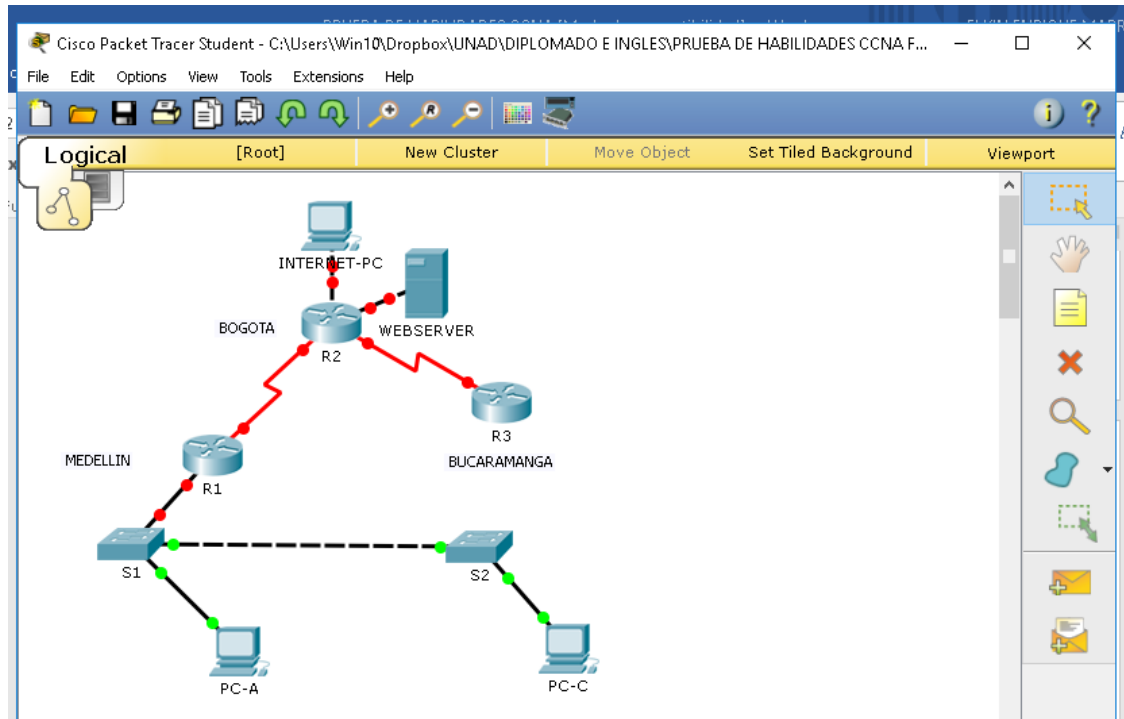 Cisco Packet Tracer Student - C:\Users\Win10\Dropbox\UNAD\DIPLOMADO E INGLES\PRUEBA DE HABILIDADES CCNA F...
File Edit Options View Tools Extensions Help
Logical [Root] New Cluster Move Object Set Tiled Background Viewport
INTERNET-PC
BOGOTA
WEBSERVER
R2
R3
MEDELLIN
BUCARAMANGA
R1
S1
S2
PC-A
PC-C